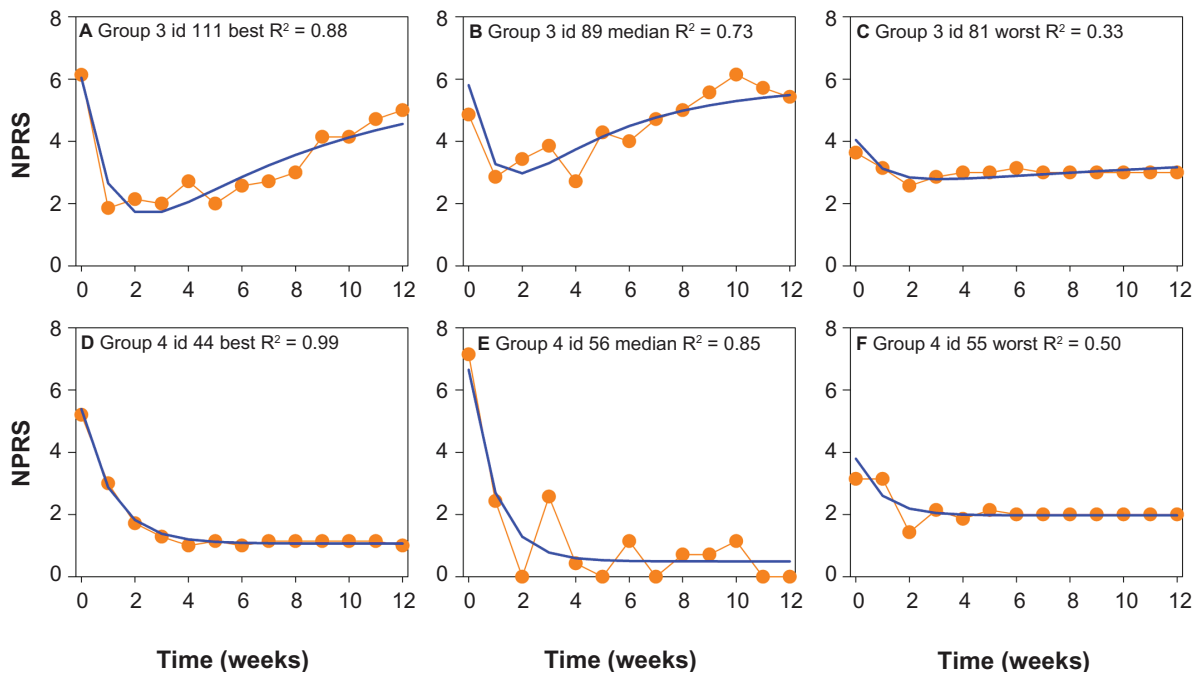 A Group 3 id 111 best R² = 0.88
B Group 3 id 89 median R² = 0.73
C Group 3 id 81 worst R² = 0.33
8
6
4
2
0
NPRS
0 2 4 6 8 10 12
8
6
4
2
0
0 2 4 6 8 10 12
8
6
4
2
0
0 2 4 6 8 10 12
D Group 4 id 44 best R² = 0.99
E Group 4 id 56 median R² = 0.85
F Group 4 id 55 worst R² = 0.50
8
6
4
2
0
NPRS
0 2 4 6 8 10 12
8
6
4
2
0
0 2 4 6 8 10 12
8
6
4
2
0
0 2 4 6 8 10 12
Time (weeks)
Time (weeks)
Time (weeks)